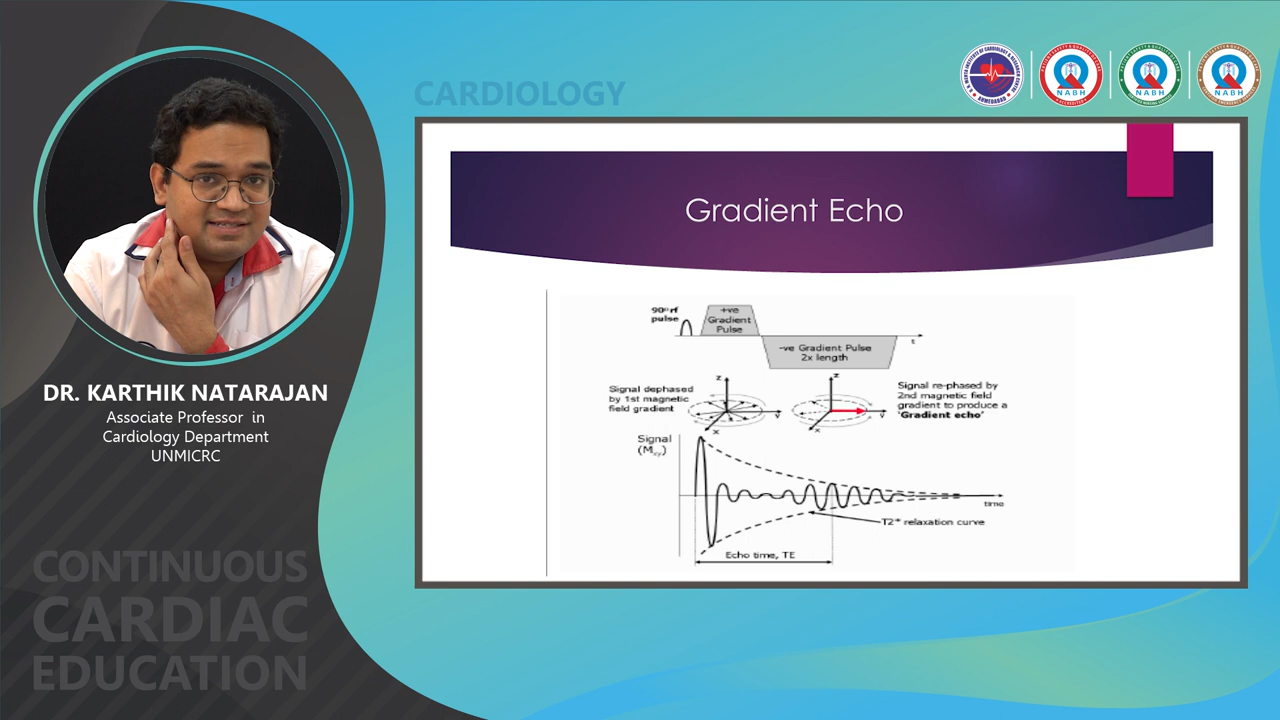 CARDIOLOGY
NABH
NABH
NABH
Gradient Echo
90° rf
pulse
+ve
Gradient
Pulse
t
-ve Gradient Pulse
2x length
Signal dephased
by 1st magnetic
field gradient
z
x
z
x
Signal re-phased by
2nd magnetic field
gradient to produce a
'Gradient echo'
Signal
(Mxy)
time
T2* relaxation curve
Echo time, TE
DR. KARTHIK NATARAJAN
Associate Professor in
Cardiology Department
UNMICRC
CONTINUOUS
CARDIAC
EDUCATION